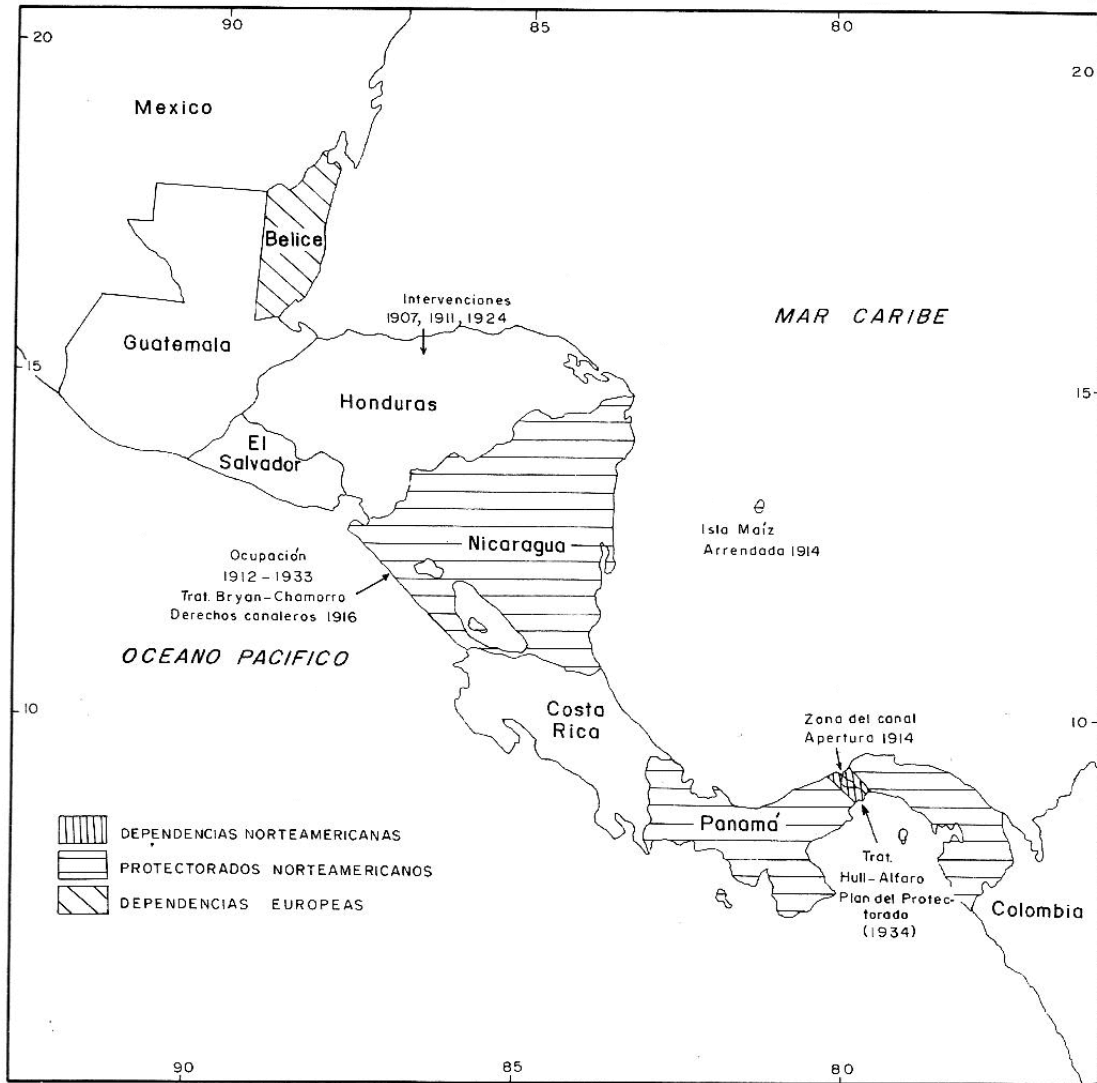 90
85
80
20
20
Mexico
Belice
Intervenciones
1907, 1911, 1924
MAR CARIBE
Guatemala
15
15
Honduras
El
Salvador
Isla Maíz
Arrendada 1914
Nicaragua
Ocupación
1912-1933
Trat. Bryan-Chamorro
Derechos canaleros 1916
OCEANO PACIFICO
10
10
Costa
Rica
Zona del canal
Apertura 1914
Panamá
Trat.
Hull-Alfaro
Plan del Protec-
torado
(1934)
Colombia
DEPENDENCIAS NORTEAMERICANAS
PROTECTORADOS NORTEAMERICANOS
DEPENDENCIAS EUROPEAS
90
85
80